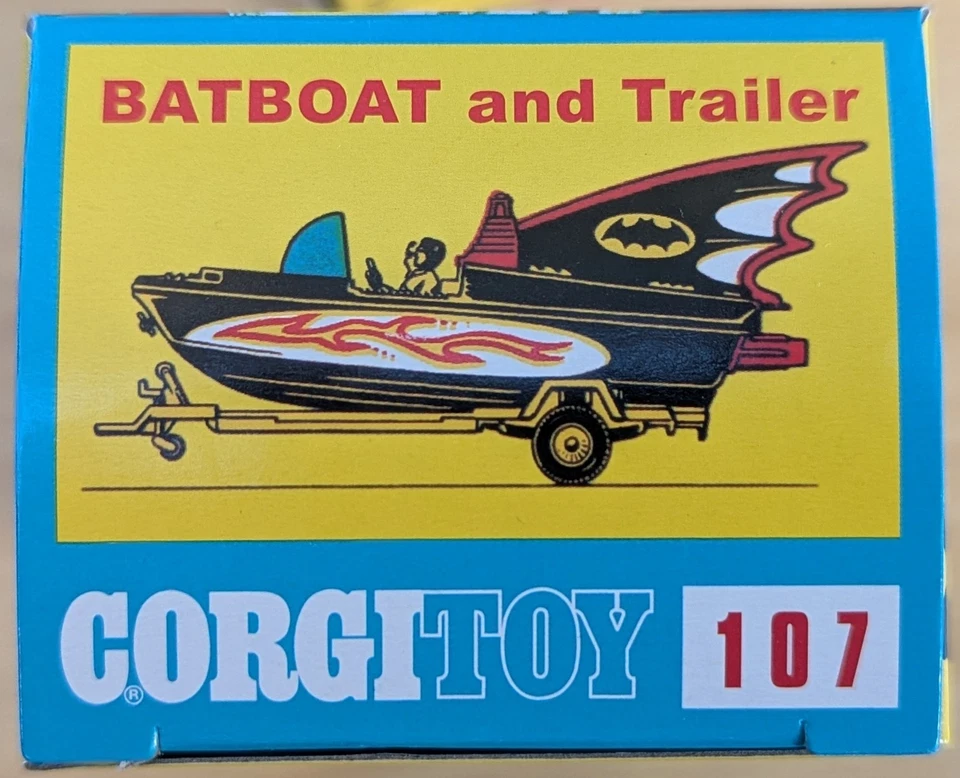 BATBOAT and Trailer
CORGITOY 107
®